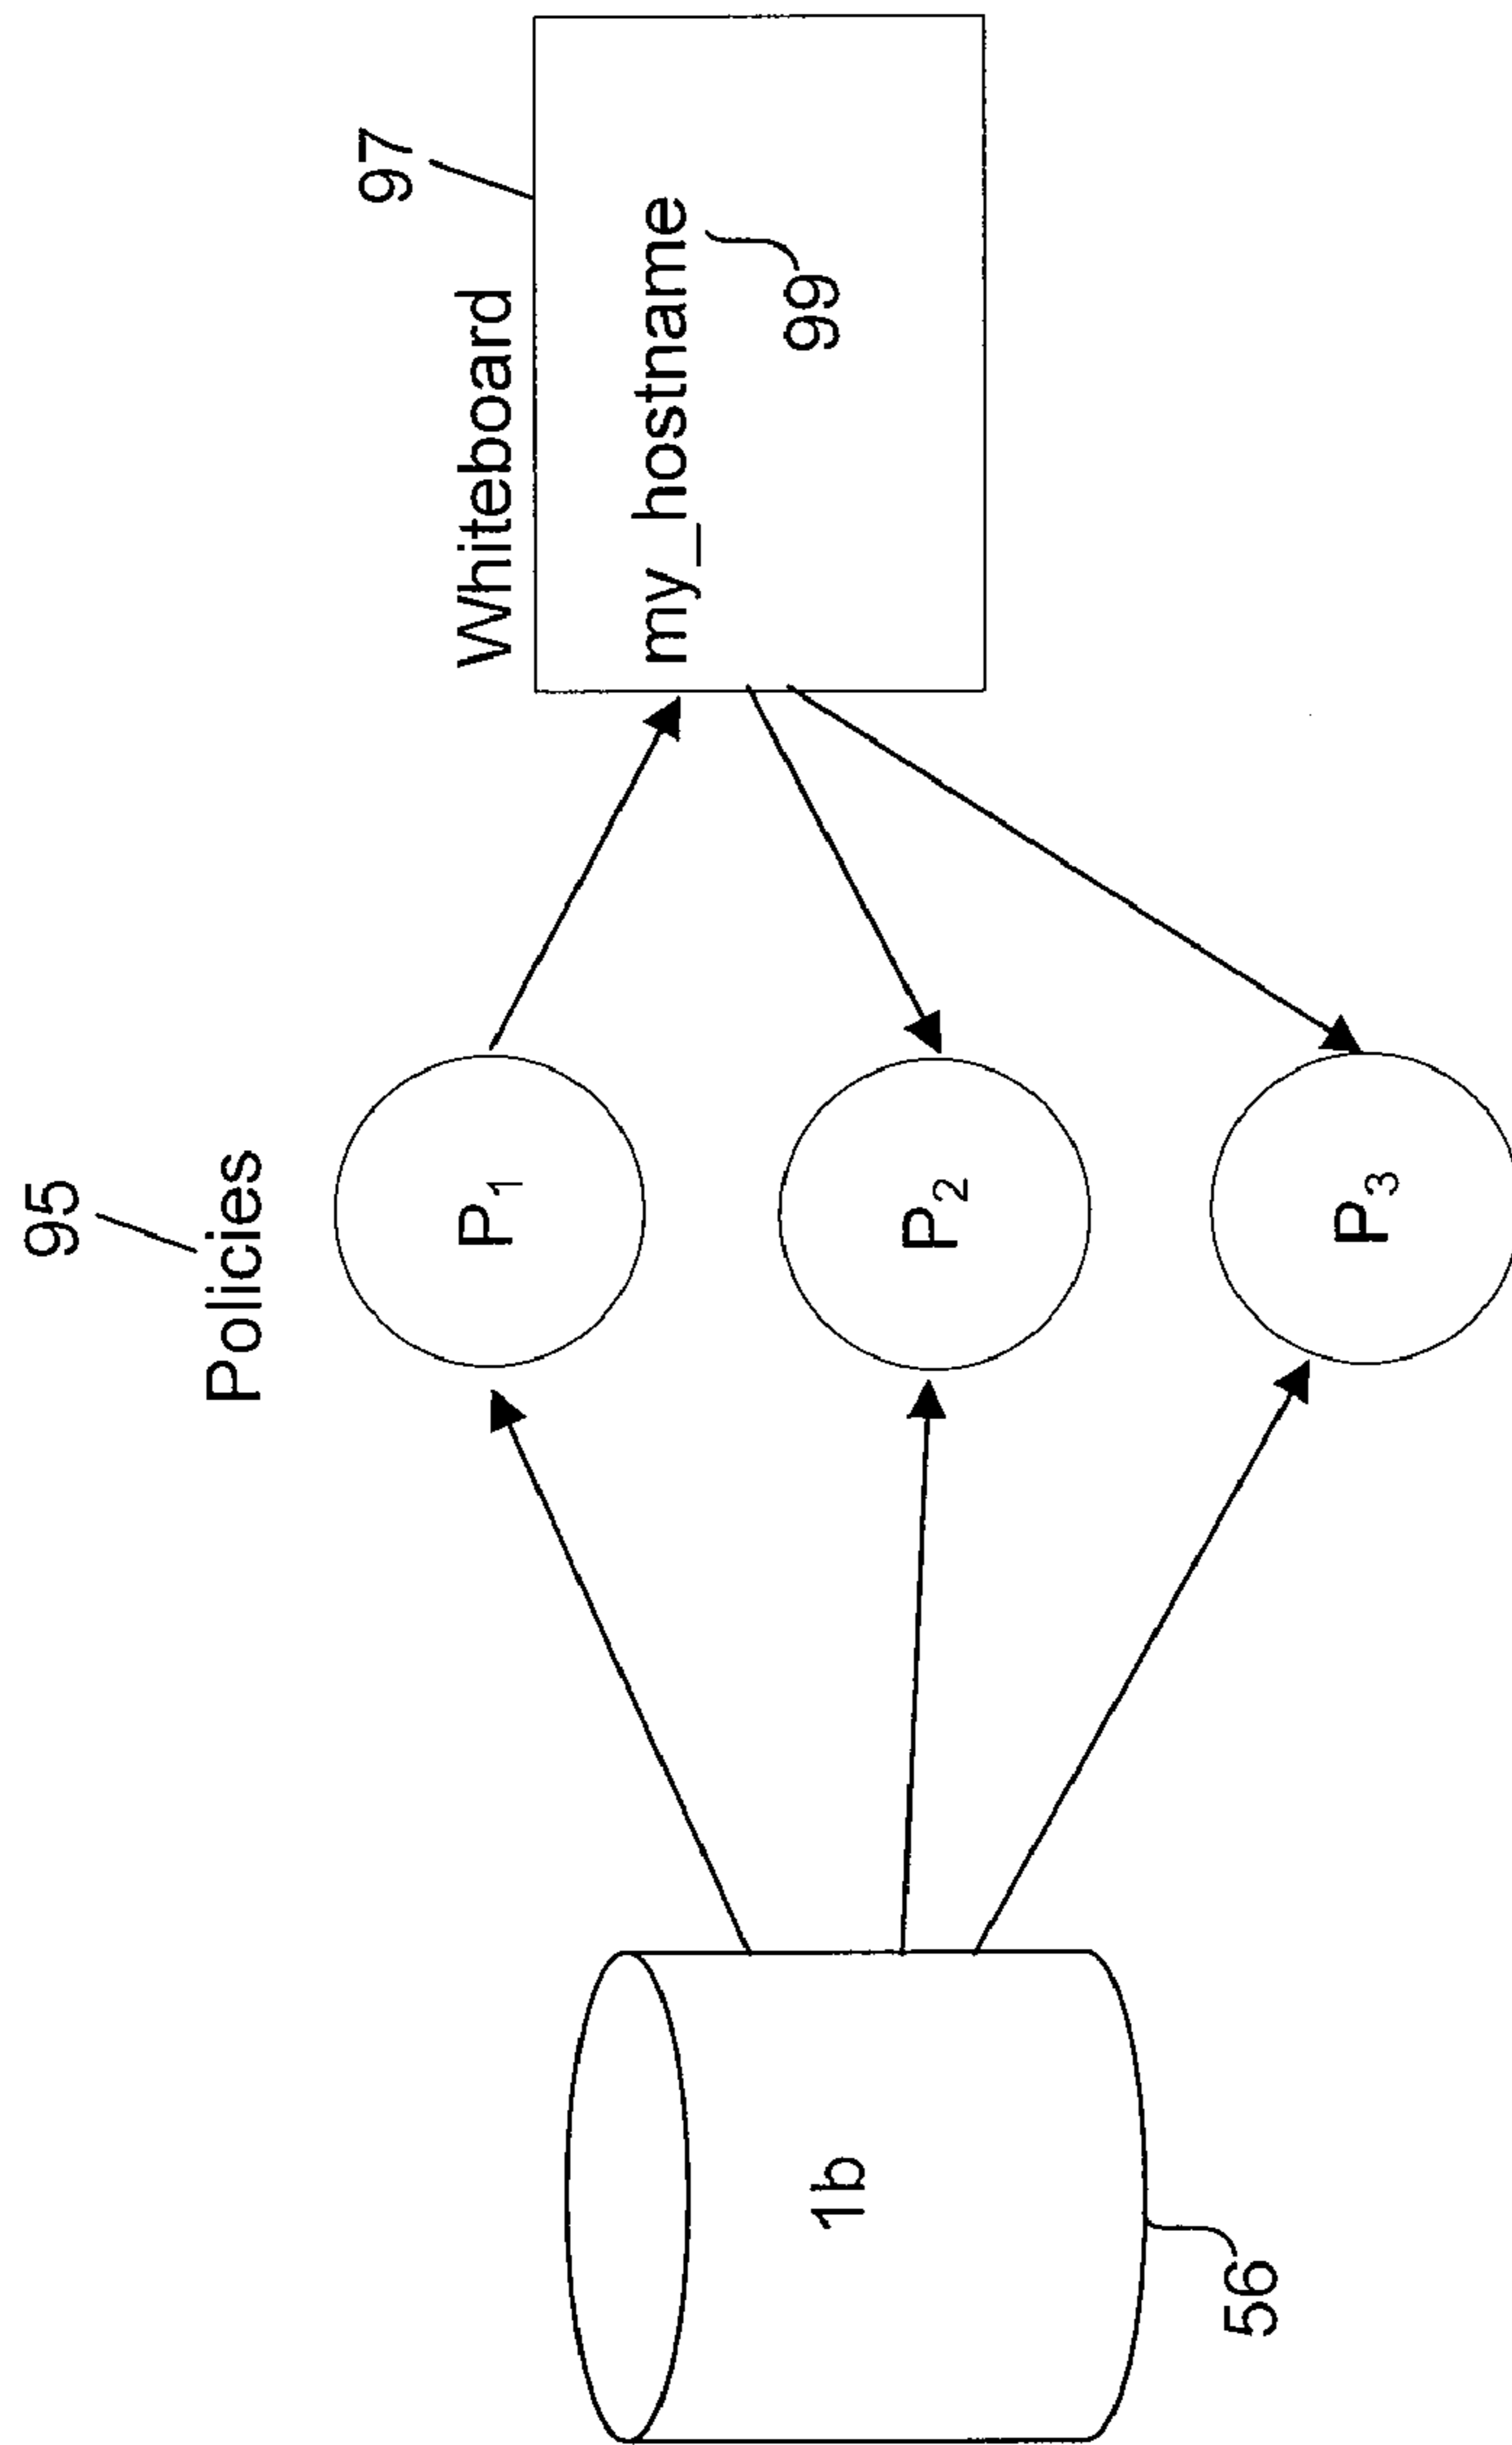 95
Policies
97
Whiteboard
my_hostname
99
P1
P2
P3
1b
56